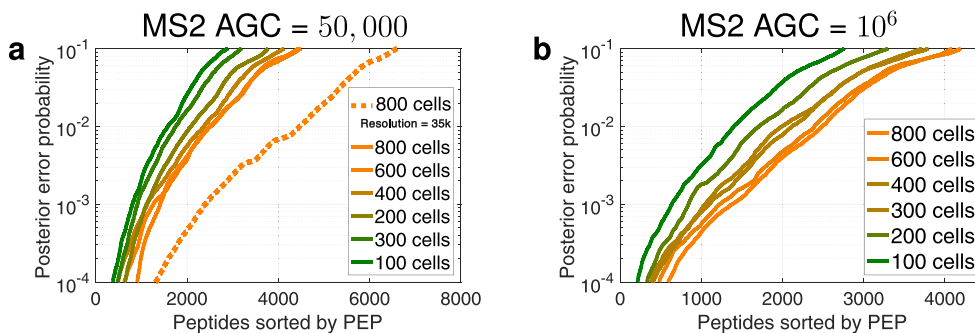 MS2 AGC = 50,000
a
Posterior error probability
10^-1
10^-2
10^-3
10^-4
0 2000 4000 6000 8000
Peptides sorted by PEP
800 cells
Resolution = 35k
800 cells
600 cells
400 cells
200 cells
300 cells
100 cells
MS2 AGC = 10^6
b
Posterior error probability
10^-1
10^-2
10^-3
10^-4
0 1000 2000 3000 4000
Peptides sorted by PEP
800 cells
600 cells
400 cells
300 cells
200 cells
100 cells